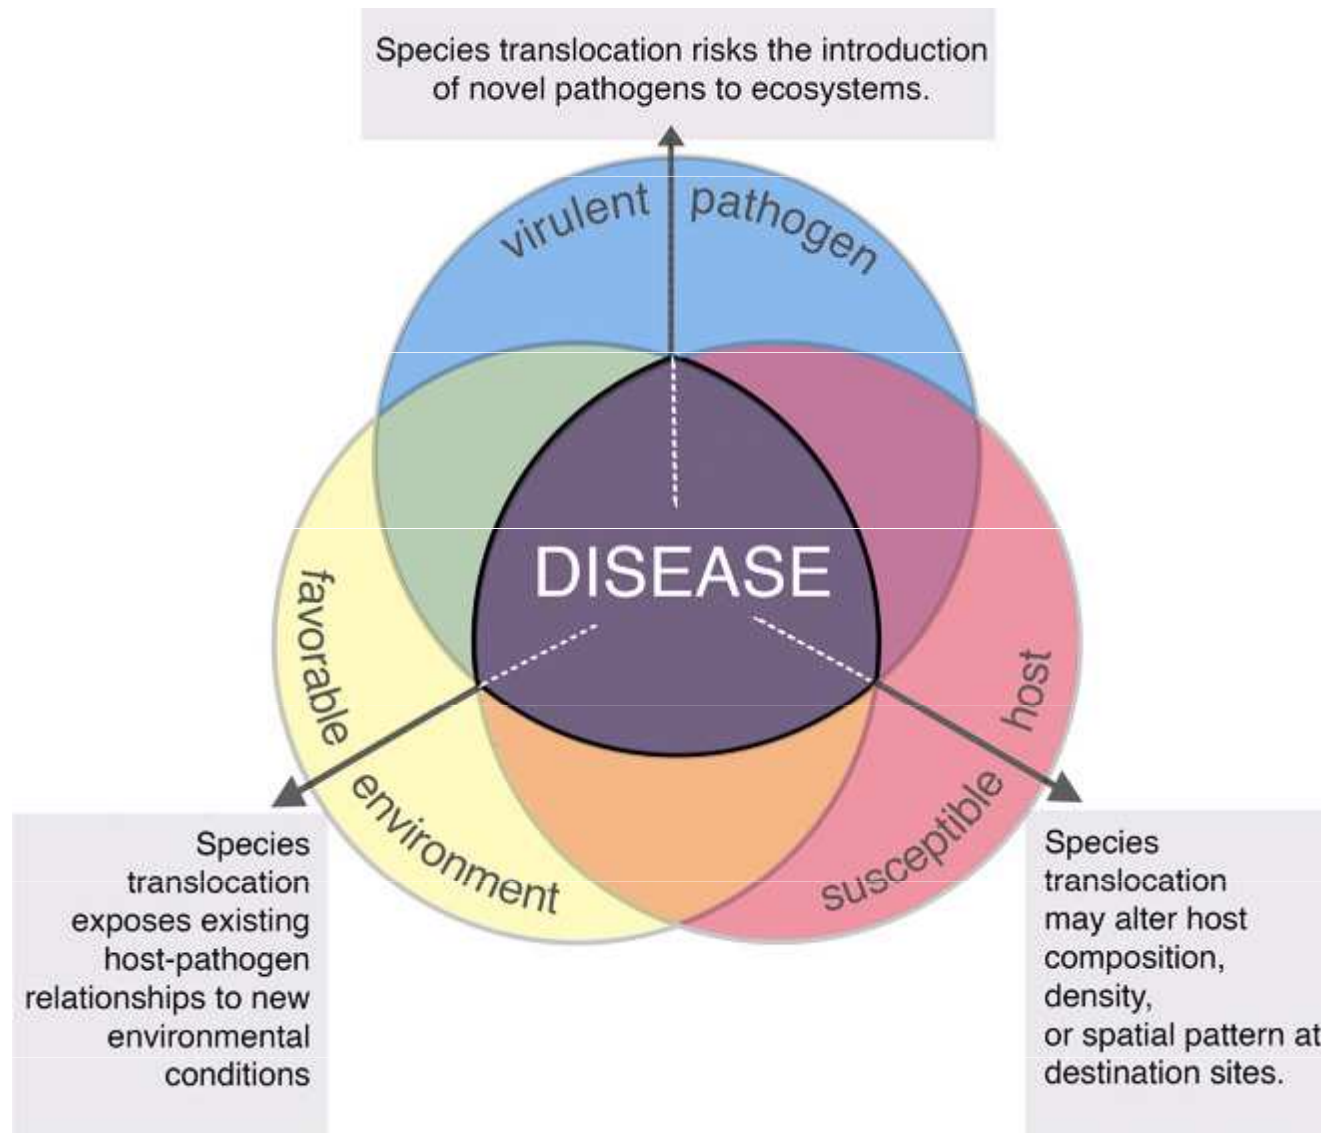 Species translocation risks the introduction
of novel pathogens to ecosystems.
virulent pathogen
DISEASE
favorable
environment
host
susceptible
Species
translocation
exposes existing
host-pathogen
relationships to new
environmental
conditions
Species
translocation
may alter host
composition,
density,
or spatial pattern at
destination sites.